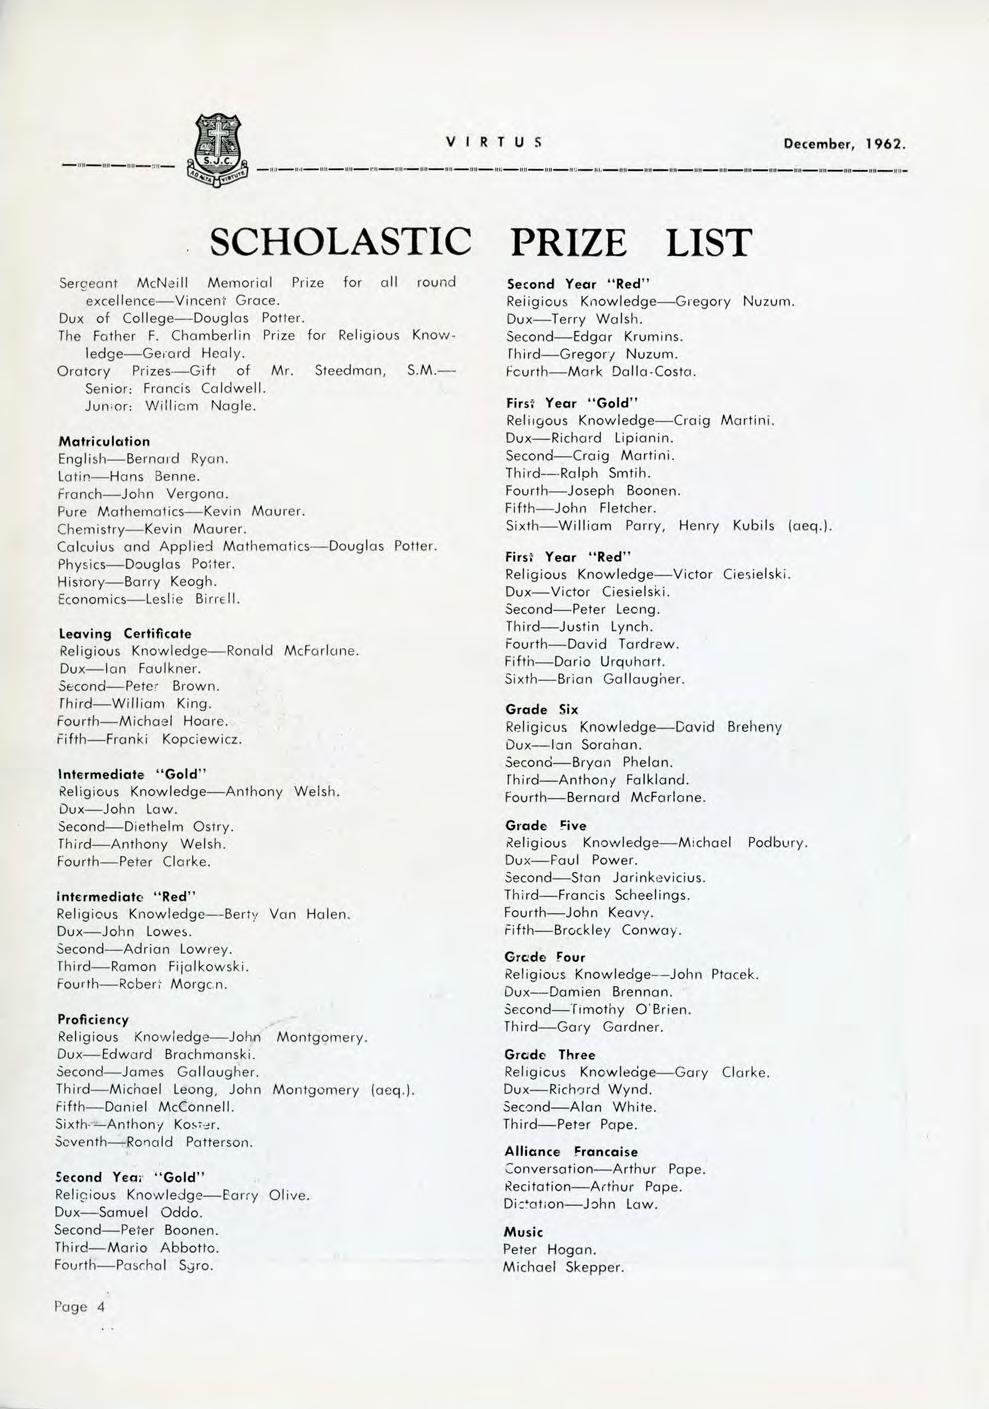 VIRTUS
December, 1962.
S.J.C.
SCHOLASTIC PRIZE LIST
Sergeant McNeill Memorial Prize for all round
excellence—Vincent Grace.
Dux of College—Douglas Potter.
The Father F. Chamberlin Prize for Religious Know-
ledge—Gerard Healy.
Oratory Prizes—Gift of Mr. Steedman, S.M.—
Senior: Francis Caldwell.
Junior: William Nagle.
Matriculation
English—Bernard Ryan.
Latin—Hans Benne.
Franch—John Vergona.
Pure Mathematics—Kevin Maurer.
Chemistry—Kevin Maurer.
Calculus and Applied Mathematics—Douglas Potter.
Physics—Douglas Potter.
History—Barry Keogh.
Economics—Leslie Birrell.
Leaving Certificate
Religious Knowledge—Ronald McFarlane.
Dux—Ian Faulkner.
Second—Peter Brown.
Third—William King.
Fourth—Michael Hoare.
Fifth—Franki Kopciewicz.
Intermediate "Gold"
Religious Knowledge—Anthony Welsh.
Dux—John Law.
Second—Diethelm Ostry.
Third—Anthony Welsh.
Fourth—Peter Clarke.
Intermediate "Red"
Religious Knowledge—Berty Van Halen.
Dux—John Lowes.
Second—Adrian Lowrey.
Third—Ramon Fijalkowski.
Fourth—Robert Morgan.
Proficiency
Religious Knowledge—John Montgomery.
Dux—Edward Brachmanski.
Second—James Gallaugher.
Third—Michael Leong, John Montgomery (aeq.).
Fifth—Daniel McConnell.
Sixth—Anthony Koster.
Seventh—Ronald Patterson.
Second Year "Gold"
Religious Knowledge—Barry Olive.
Dux—Samuel Oddo.
Second—Peter Boonen.
Third—Mario Abbotto.
Fourth—Paschal Sgro.
Page 4
Second Year "Red"
Religious Knowledge—Gregory Nuzum.
Dux—Terry Walsh.
Second—Edgar Krumins.
Third—Gregory Nuzum.
Fourth—Mark Dalla-Costa.
First Year "Gold"
Reliigous Knowledge—Craig Martini.
Dux—Richard Lipianin.
Second—Craig Martini.
Third—Ralph Smtih.
Fourth—Joseph Boonen.
Fifth—John Fletcher.
Sixth—William Parry, Henry Kubils (aeq.).
First Year "Red"
Religious Knowledge—Victor Ciesielski.
Dux—Victor Ciesielski.
Second—Peter Leong.
Third—Justin Lynch.
Fourth—David Tardrew.
Fifth—Dario Urquhart.
Sixth—Brian Gallaugher.
Grade Six
Religious Knowledge—David Breheny
Dux—Ian Sorahan.
Second—Bryan Phelan.
Third—Anthony Falkland.
Fourth—Bernard McFarlane.
Grade Five
Religious Knowledge—Michael Podbury.
Dux—Paul Power.
Second—Stan Jarinkevicius.
Third—Francis Scheelings.
Fourth—John Keavy.
Fifth—Brockley Conway.
Grade Four
Religious Knowledge—John Ptacek.
Dux—Damien Brennan.
Second—Timothy O'Brien.
Third—Gary Gardner.
Grade Three
Religious Knowledge—Gary Clarke.
Dux—Richard Wynd.
Second—Alan White.
Third—Peter Pape.
Alliance Francaise
Conversation—Arthur Pape.
Recitation—Arthur Pape.
Dictation—John Law.
Music
Peter Hogan.
Michael Skepper.